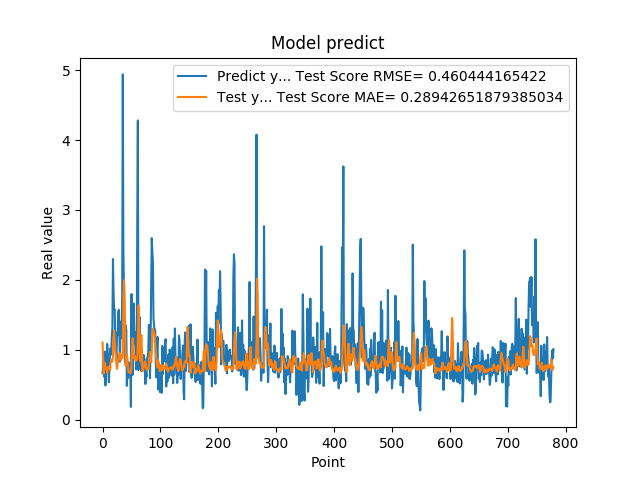 Model predict
Predict y... Test Score RMSE= 0.460444165422
Test y... Test Score MAE= 0.28942651879385034
Real value
5
4
3
2
1
0
0 100 200 300 400 500 600 700 800
Point